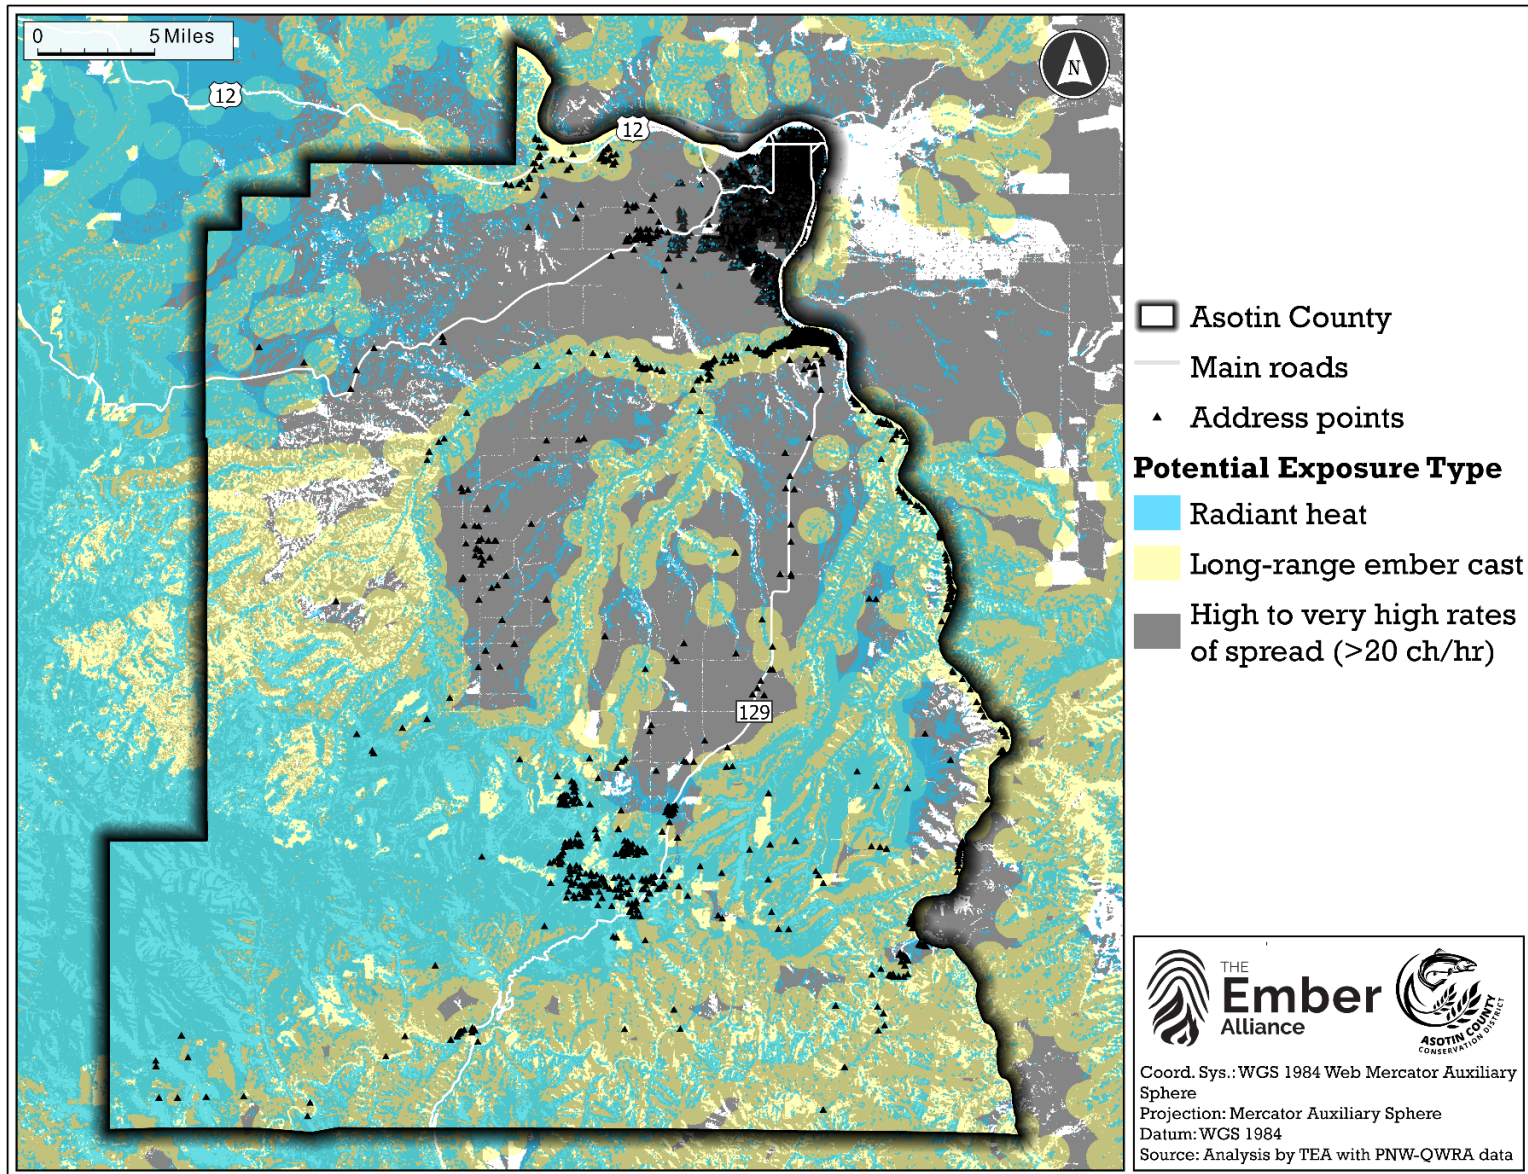 0 5 Miles
N
12
12
129
Asotin County
Main roads
Address points
Potential Exposure Type
Radiant heat
Long-range ember cast
High to very high rates
of spread (>20 ch/hr)
THE
Ember
Alliance
ASOTIN COUNTY
CONSERVATION DISTRICT
Coord. Sys.: WGS 1984 Web Mercator Auxiliary
Sphere
Projection: Mercator Auxiliary Sphere
Datum: WGS 1984
Source: Analysis by TEA with PNW-QWRA data